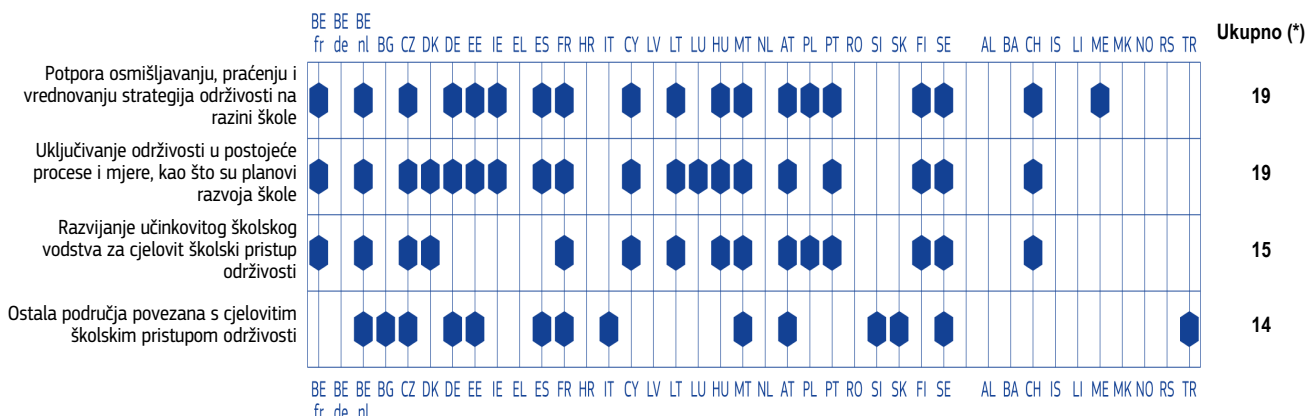 BE BE BE
fr de nl BG CZ DK DE EE IE EL ES FR HR IT CY LV LT LU HU MT NL AT PL PT RO SI SK FI SE AL BA CH IS LI ME MK NO RS TR
Ukupno (*)
Potpora osmišljavanju, praćenju i
vrednovanju strategija održivosti na
razini škole
19
Uključivanje održivosti u postojeće
procese i mjere, kao što su planovi
razvoja škole
19
Razvijanje učinkovitog školskog
vodstva za cjelovit školski pristup
održivosti
15
Ostala područja povezana s cjelovitim
školskim pristupom održivosti
14
BE BE BE BG CZ DK DE EE IE EL ES FR HR IT CY LV LT LU HU MT NL AT PL PT RO SI SK FI SE AL BA CH IS LI ME MK NO RS TR
fr de nl